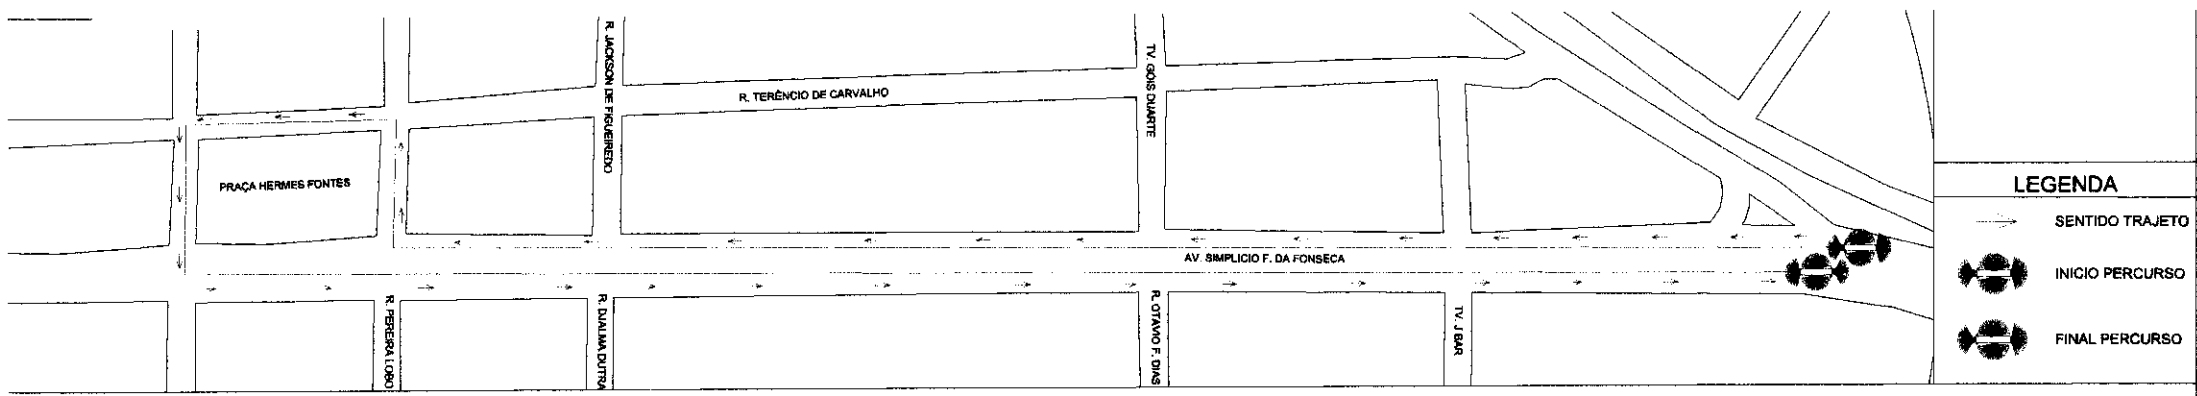 R. JACKSON DE FIGUEIREDO
TV. GÓIS DUARTE
R. TERÊNCIO DE CARVALHO
PRAÇA HERMES FONTES
AV. SIMPLICIO F. DA FONSECA
R. PEREIRA LOBO
R. DJALMA DUTRA
R. OTAVIO F. DIAS
TV. J BAR
LEGENDA
SENTIDO TRAJETO
INICIO PERCURSO
FINAL PERCURSO